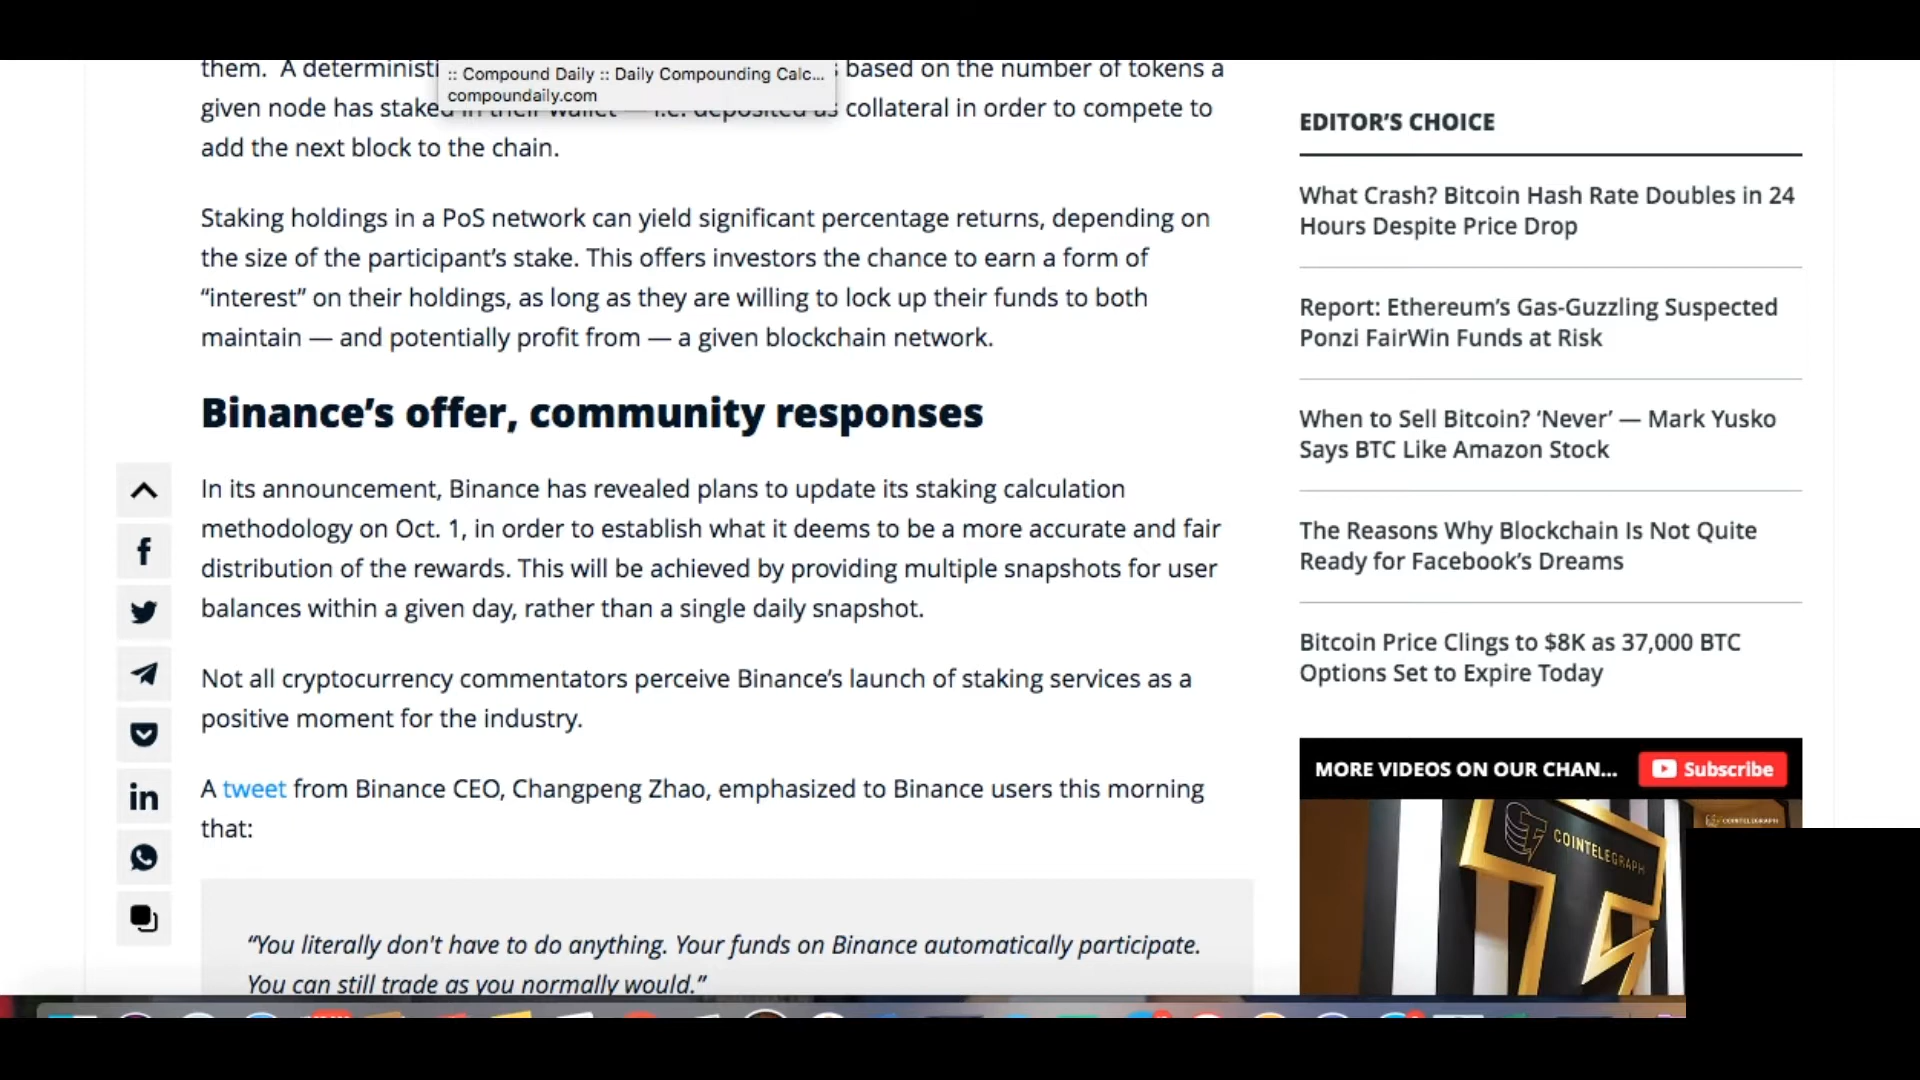 them. A deterministi
based on the number of tokens a
:: Compound Daily :: Daily Compounding Calc...
compoundaily.com
given node has staked in their wallet — i.e. deposited as collateral in order to compete to
add the next block to the chain.
Staking holdings in a PoS network can yield significant percentage returns, depending on
the size of the participant’s stake. This offers investors the chance to earn a form of
“interest” on their holdings, as long as they are willing to lock up their funds to both
maintain — and potentially profit from — a given blockchain network.
Binance’s offer, community responses
In its announcement, Binance has revealed plans to update its staking calculation
methodology on Oct. 1, in order to establish what it deems to be a more accurate and fair
distribution of the rewards. This will be achieved by providing multiple snapshots for user
balances within a given day, rather than a single daily snapshot.
Not all cryptocurrency commentators perceive Binance’s launch of staking services as a
positive moment for the industry.
A tweet from Binance CEO, Changpeng Zhao, emphasized to Binance users this morning
that:
“You literally don't have to do anything. Your funds on Binance automatically participate.
You can still trade as you normally would.”
EDITOR’S CHOICE
What Crash? Bitcoin Hash Rate Doubles in 24
Hours Despite Price Drop
Report: Ethereum’s Gas-Guzzling Suspected
Ponzi FairWin Funds at Risk
When to Sell Bitcoin? ‘Never’ — Mark Yusko
Says BTC Like Amazon Stock
The Reasons Why Blockchain Is Not Quite
Ready for Facebook’s Dreams
Bitcoin Price Clings to $8K as 37,000 BTC
Options Set to Expire Today
MORE VIDEOS ON OUR CHAN...
Subscribe
COINTELEGRAPH
COINTELEGRAPH